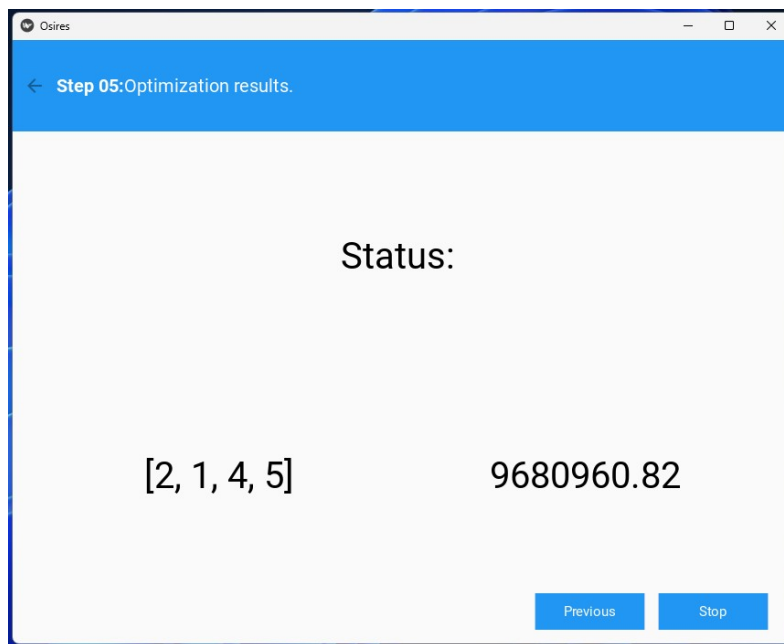 Osires
Step 05:Optimization results.
Status:
[2, 1, 4, 5]
9680960.82
Previous
Stop